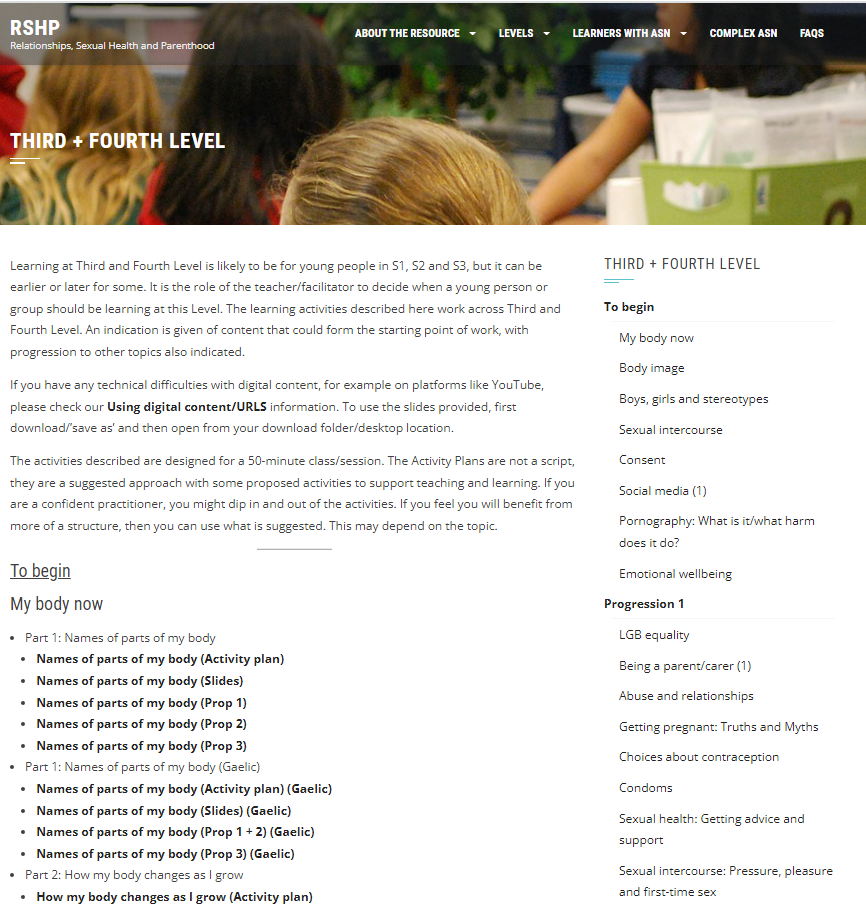 RSHP
Relationships, Sexual Health and Parenthood
ABOUT THE RESOURCE
LEVELS
LEARNERS WITH ASN
COMPLEX ASN
FAQS
THIRD + FOURTH LEVEL
Learning at Third and Fourth Level is likely to be for young people in S1, S2 and S3, but it can be
earlier or later for some. It is the role of the teacher/facilitator to decide when a young person or
group should be learning at this Level. The learning activities described here work across Third and
Fourth Level. An indication is given of content that could form the starting point of work, with
progression to other topics also indicated.
If you have any technical difficulties with digital content, for example on platforms like YouTube,
please check our Using digital content/URLS information. To use the slides provided, first
download/'save as' and then open from your download folder/desktop location.
The activities described are designed for a 50-minute class/session. The Activity Plans are not a script,
they are a suggested approach with some proposed activities to support teaching and learning. If you
are a confident practitioner, you might dip in and out of the activities. If you feel you will benefit from
more of a structure, then you can use what is suggested. This may depend on the topic.
To begin
My body now
• Part 1: Names of parts of my body
• Names of parts of my body (Activity plan)
• Names of parts of my body (Slides)
• Names of parts of my body (Prop 1)
• Names of parts of my body (Prop 2)
• Names of parts of my body (Prop 3)
• Part 1: Names of parts of my body (Gaelic)
• Names of parts of my body (Activity plan) (Gaelic)
• Names of parts of my body (Slides) (Gaelic)
• Names of parts of my body (Prop 1 + 2) (Gaelic)
• Names of parts of my body (Prop 3) (Gaelic)
• Part 2: How my body changes as I grow
• How my body changes as I grow (Activity plan)
THIRD + FOURTH LEVEL
To begin
My body now
Body image
Boys, girls and stereotypes
Sexual intercourse
Consent
Social media (1)
Pornography: What is it/what harm
does it do?
Emotional wellbeing
Progression 1
LGB equality
Being a parent/carer (1)
Abuse and relationships
Getting pregnant: Truths and Myths
Choices about contraception
Condoms
Sexual health: Getting advice and
support
Sexual intercourse: Pressure, pleasure
and first-time sex